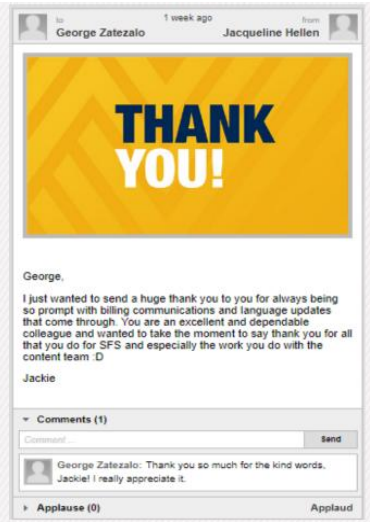 to 1 week ago from
George Zatezalo Jacqueline Hellen
THANK
YOU!
George,
I just wanted to send a huge thank you to you for always being
so prompt with billing communications and language updates
that come through. You are an excellent and dependable
colleague and wanted to take the moment to say thank you for all
that you do for SFS and especially the work you do with the
content team :D
Jackie
Comments (1)
Comment...
Send
George Zatezalo: Thank you so much for the kind words,
Jackie! I really appreciate it.
Applause (0) Applaud